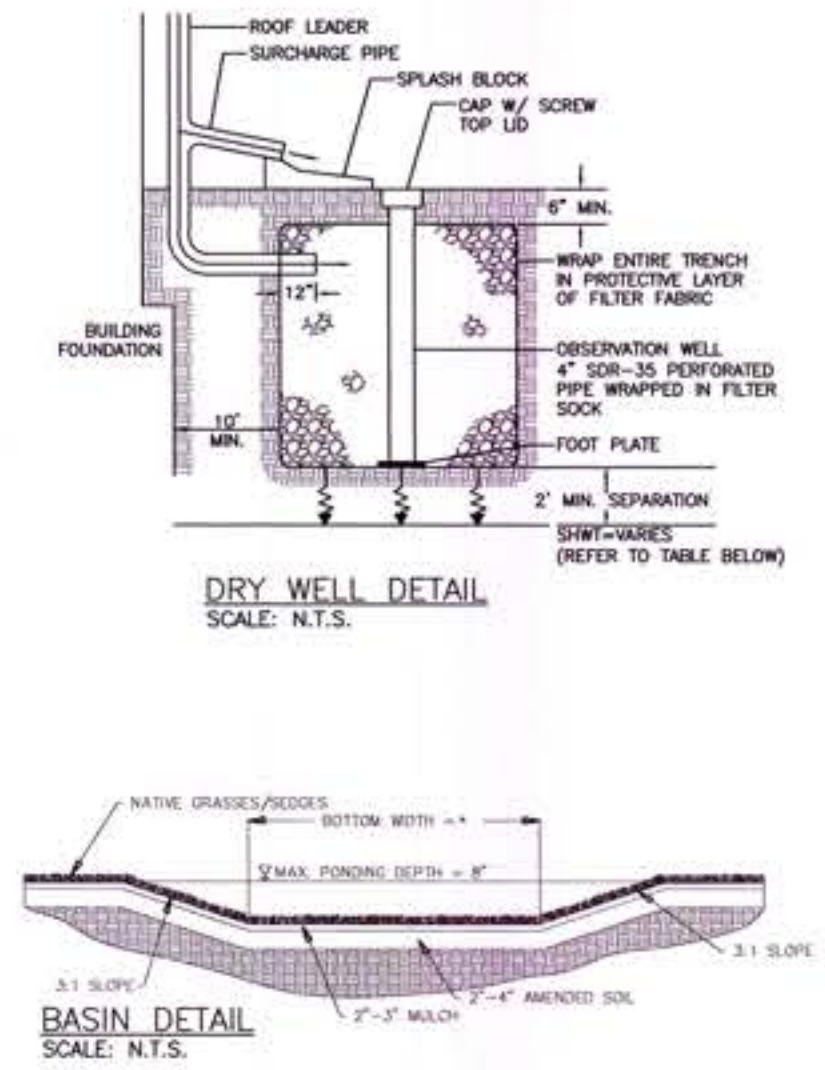 ROOF LEADER
SURCHARGE PIPE
SPLASH BLOCK
CAP W/ SCREW
TOP LID
6" MIN.
WRAP ENTIRE TRENCH
IN PROTECTIVE LAYER
OF FILTER FABRIC
12"
BUILDING
FOUNDATION
OBSERVATION WELL
4" SDR-35 PERFORATED
PIPE WRAPPED IN FILTER
SOCK
10'
MIN.
FOOT PLATE
2' MIN. SEPARATION
SHWT=VARIES
(REFER TO TABLE BELOW)
DRY WELL DETAIL
SCALE: N.T.S.
NATIVE GRASSES/SEDGES
BOTTOM WIDTH = *
MAX. PONDING DEPTH = 8"
3:1 SLOPE
3:1 SLOPE
2"-4" AMENDED SOIL
2"-3" MULCH
BASIN DETAIL
SCALE: N.T.S.